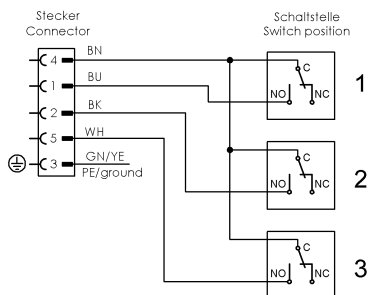 Stecker
Connector
Schaltstelle
Switch position
4 BN
1 BU
2 BK
5 WH
3 GN/YE
PE/ground
C
NO NC
1
C
NO NC
2
C
NO NC
3